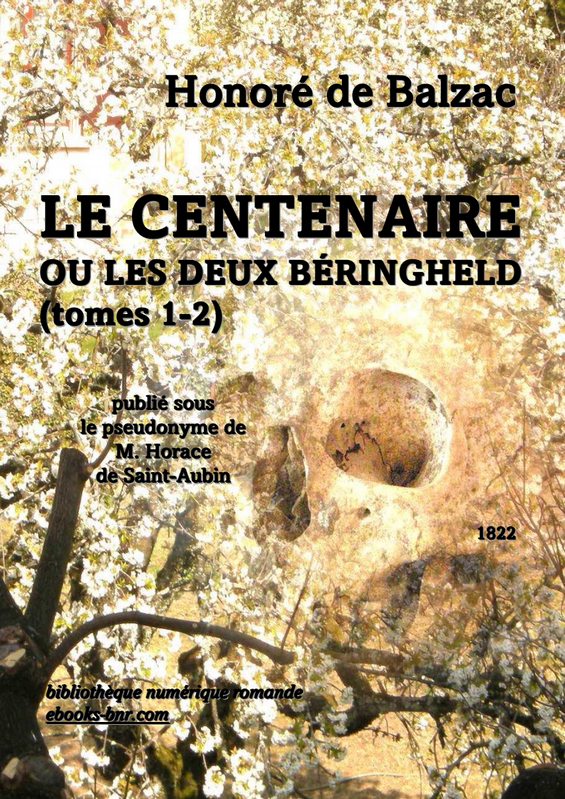 Honoré de Balzac
LE CENTENAIRE
OU LES DEUX BÉRINGHELD
(tomes 1-2)
publié sous
le pseudonyme de
M. Horace
de Saint-Aubin
1822
bibliothèque numérique romande
ebooks-bnr.com